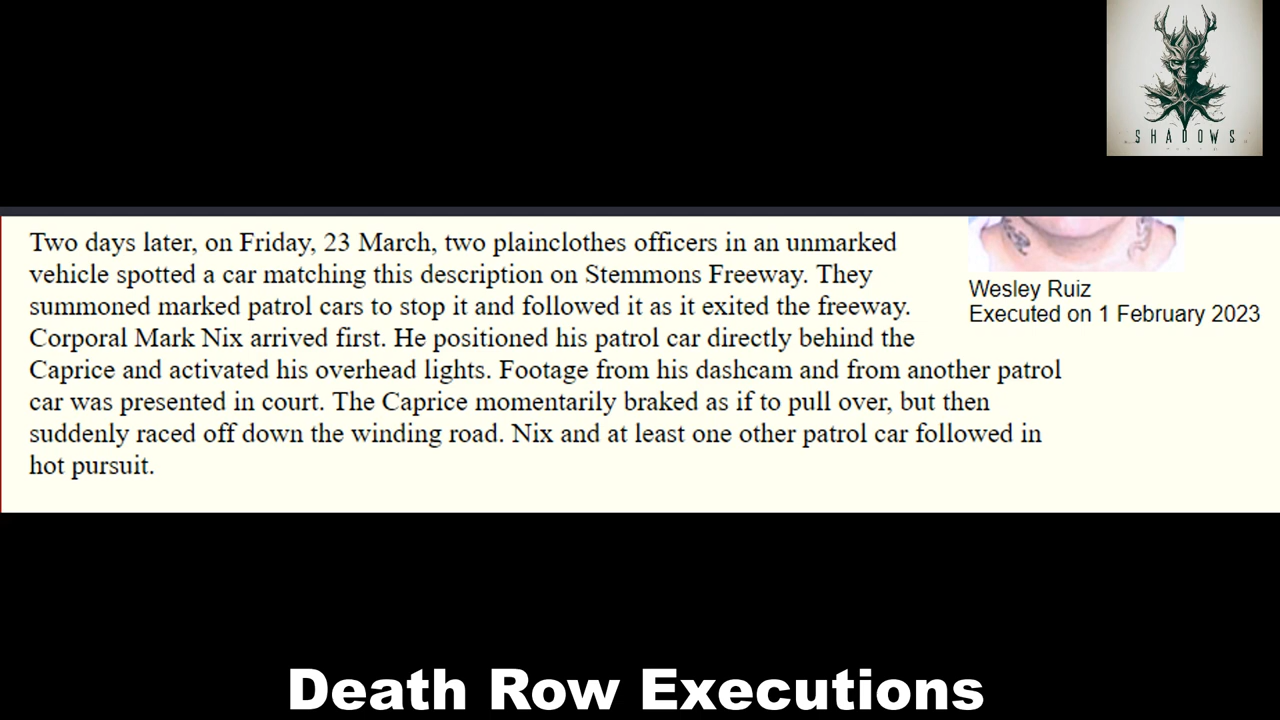 SHADOWS
Two days later, on Friday, 23 March, two plainclothes officers in an unmarked
vehicle spotted a car matching this description on Stemmons Freeway. They
summoned marked patrol cars to stop it and followed it as it exited the freeway.
Corporal Mark Nix arrived first. He positioned his patrol car directly behind the
Caprice and activated his overhead lights. Footage from his dashcam and from another patrol
car was presented in court. The Caprice momentarily braked as if to pull over, but then
suddenly raced off down the winding road. Nix and at least one other patrol car followed in
hot pursuit.
Wesley Ruiz
Executed on 1 February 2023
Death Row Executions